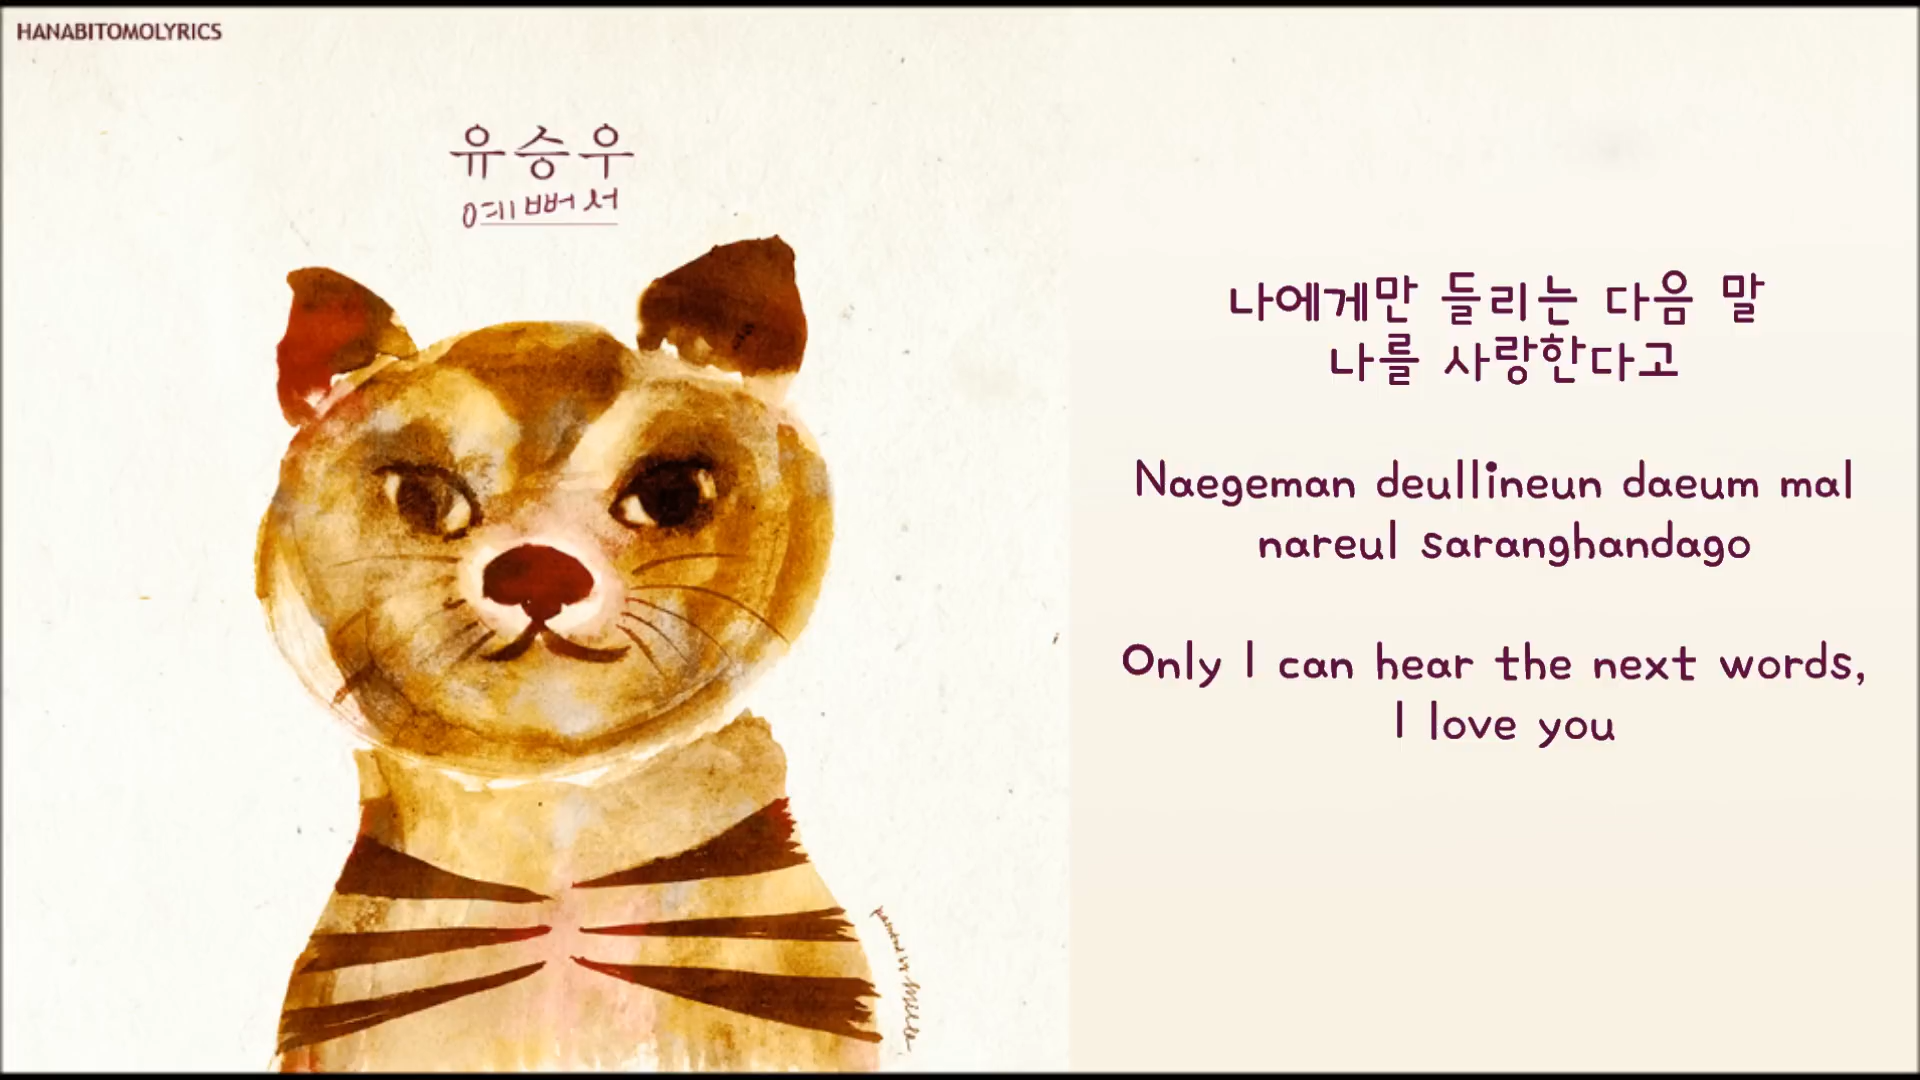 HANABITOMOLYRICS
유승우
예뻐서
나에게만 들리는 다음 말
나를 사랑한다고
Naegeman deullineun daeum mal
nareul saranghandago
Only I can hear the next words,
I love you
painted by